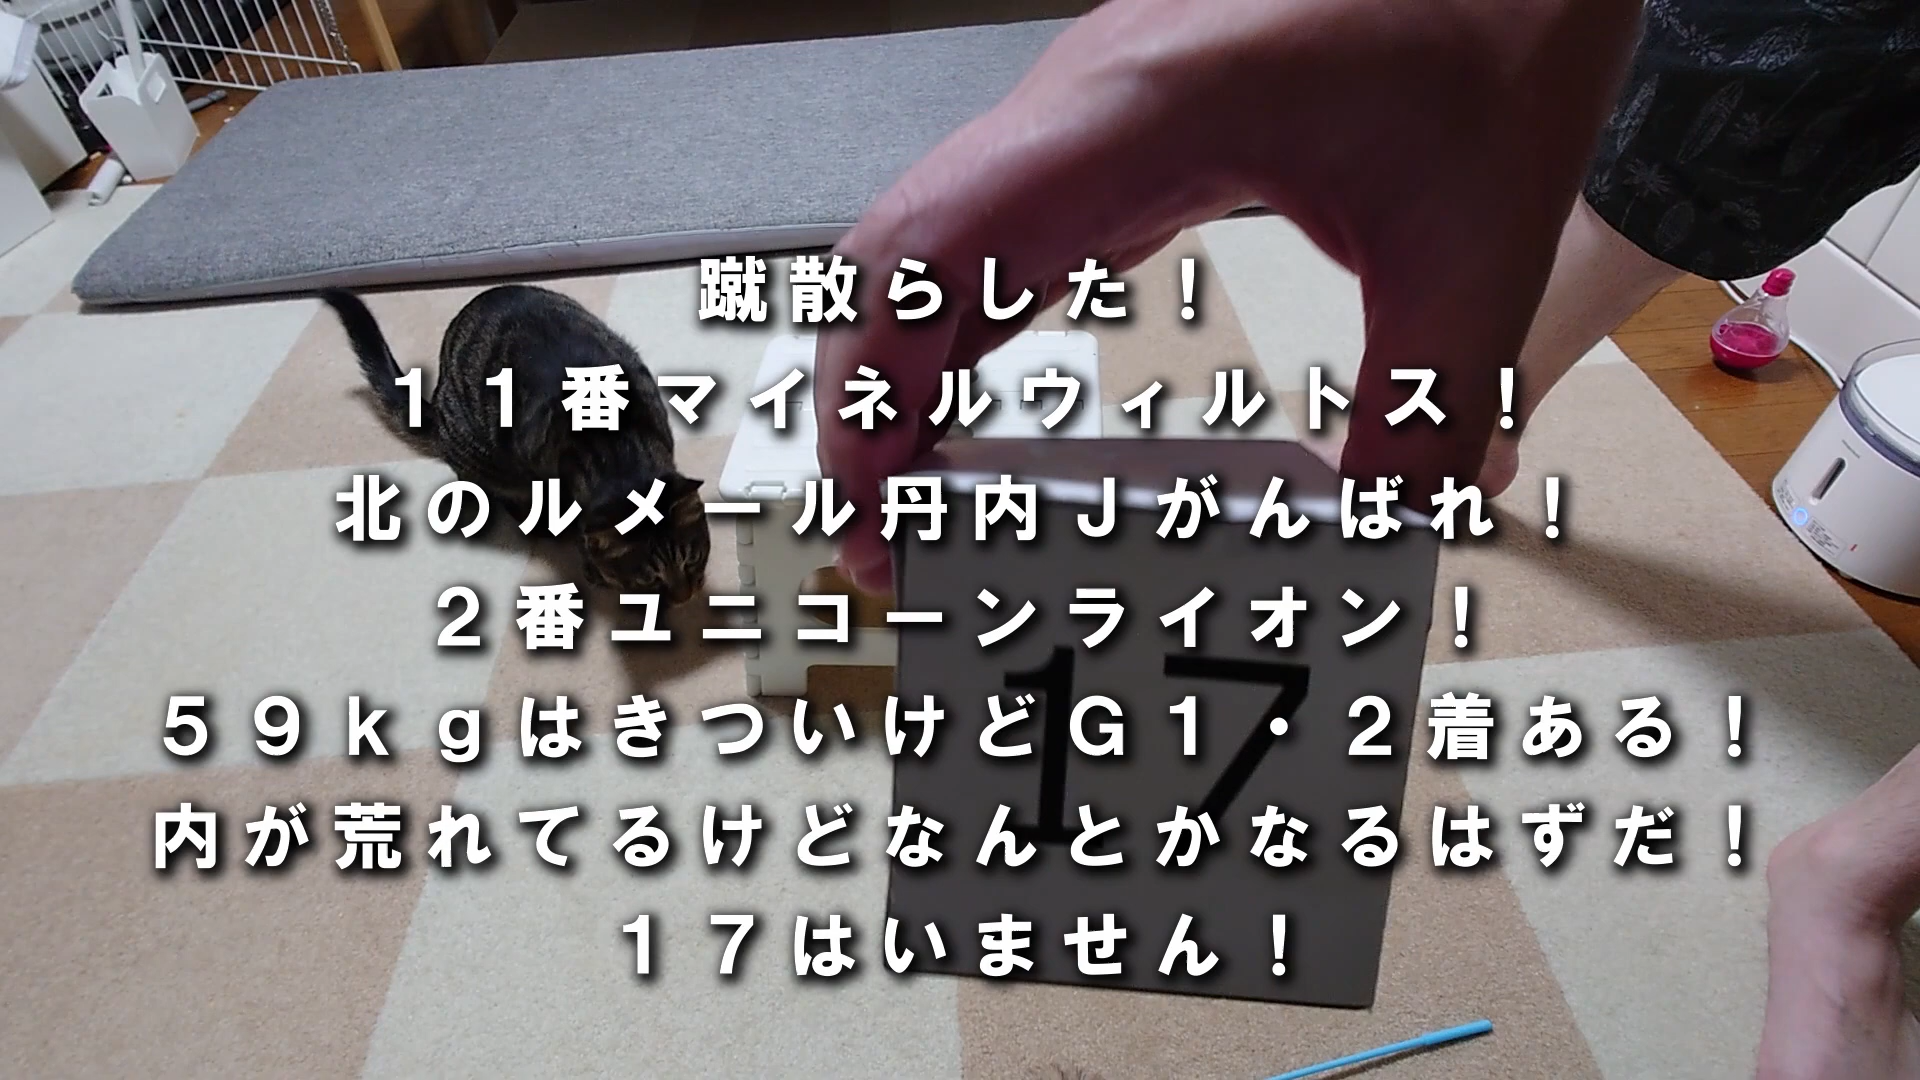 蹴散らした！
１１番マイネルウィルトス！
北のルメール丹内Ｊがんばれ！
２番ユニコーンライオン！
５９ｋｇはきついけどＧ１・２着ある！
内が荒れてるけどなんとかなるはずだ！
１７はいません！
17